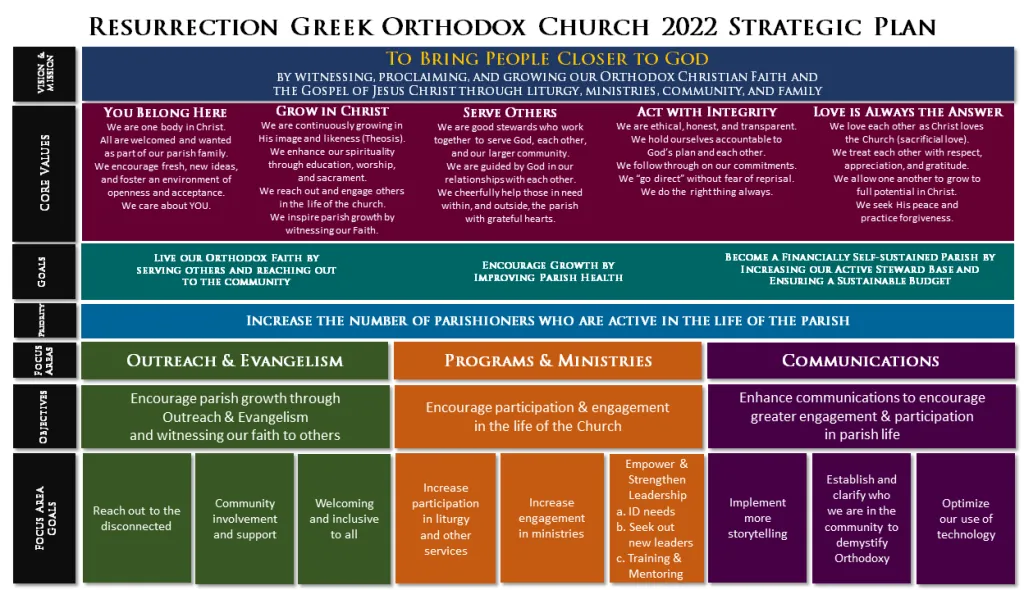 Resurrection Greek Orthodox Church 2022 Strategic Plan
Vision &
Mission
To Bring People Closer to God
by witnessing, proclaiming, and growing our Orthodox Christian Faith and
the Gospel of Jesus Christ through liturgy, ministries, community, and family
Core Values
You Belong Here
We are one body in Christ.
All are welcomed and wanted
as part of our parish family.
We encourage fresh, new ideas,
and foster an environment of
openness and acceptance.
We care about YOU.
Grow in Christ
We are continuously growing in
His image and likeness (Theosis).
We enhance our spirituality
through education, worship,
and sacrament.
We reach out and engage others
in the life of the church.
We inspire parish growth by
witnessing our Faith.
Serve Others
We are good stewards who work
together to serve God, each other,
and our larger community.
We are guided by God in our
relationships with each other.
We cheerfully help those in need
within, and outside, the parish
with grateful hearts.
Act with Integrity
We are ethical, honest, and transparent.
We hold ourselves accountable to
God's plan and each other.
We follow through on our commitments.
We "go direct" without fear of reprisal.
We do the right thing always.
Love is Always the Answer
We love each other as Christ loves
the Church (sacrificial love).
We treat each other with respect,
appreciation, and gratitude.
We allow one another to grow to
full potential in Christ.
We seek His peace and
practice forgiveness.
Goals
Live our Orthodox Faith by
serving others and reaching out
to the community
Encourage Growth by
Improving Parish Health
Become a Financially Self-sustained Parish by
Increasing our Active Steward Base and
Ensuring a Sustainable Budget
Priority
Increase the number of parishioners who are active in the life of the parish
Focus
Areas
Outreach & Evangelism
Programs & Ministries
Communications
Objectives
Encourage parish growth through
Outreach & Evangelism
and witnessing our faith to others
Encourage participation & engagement
in the life of the Church
Enhance communications to encourage
greater engagement & participation
in parish life
Focus Area
Goals
Reach out to the
disconnected
Community
involvement
and support
Welcoming
and inclusive
to all
Increase
participation
in liturgy
and other
services
Increase
engagement
in ministries
Empower &
Strengthen
Leadership
a. ID needs
b. Seek out
new leaders
c. Training &
Mentoring
Implement
more
storytelling
Establish and
clarify who
we are in the
community to
demystify
Orthodoxy
Optimize
our use of
technology